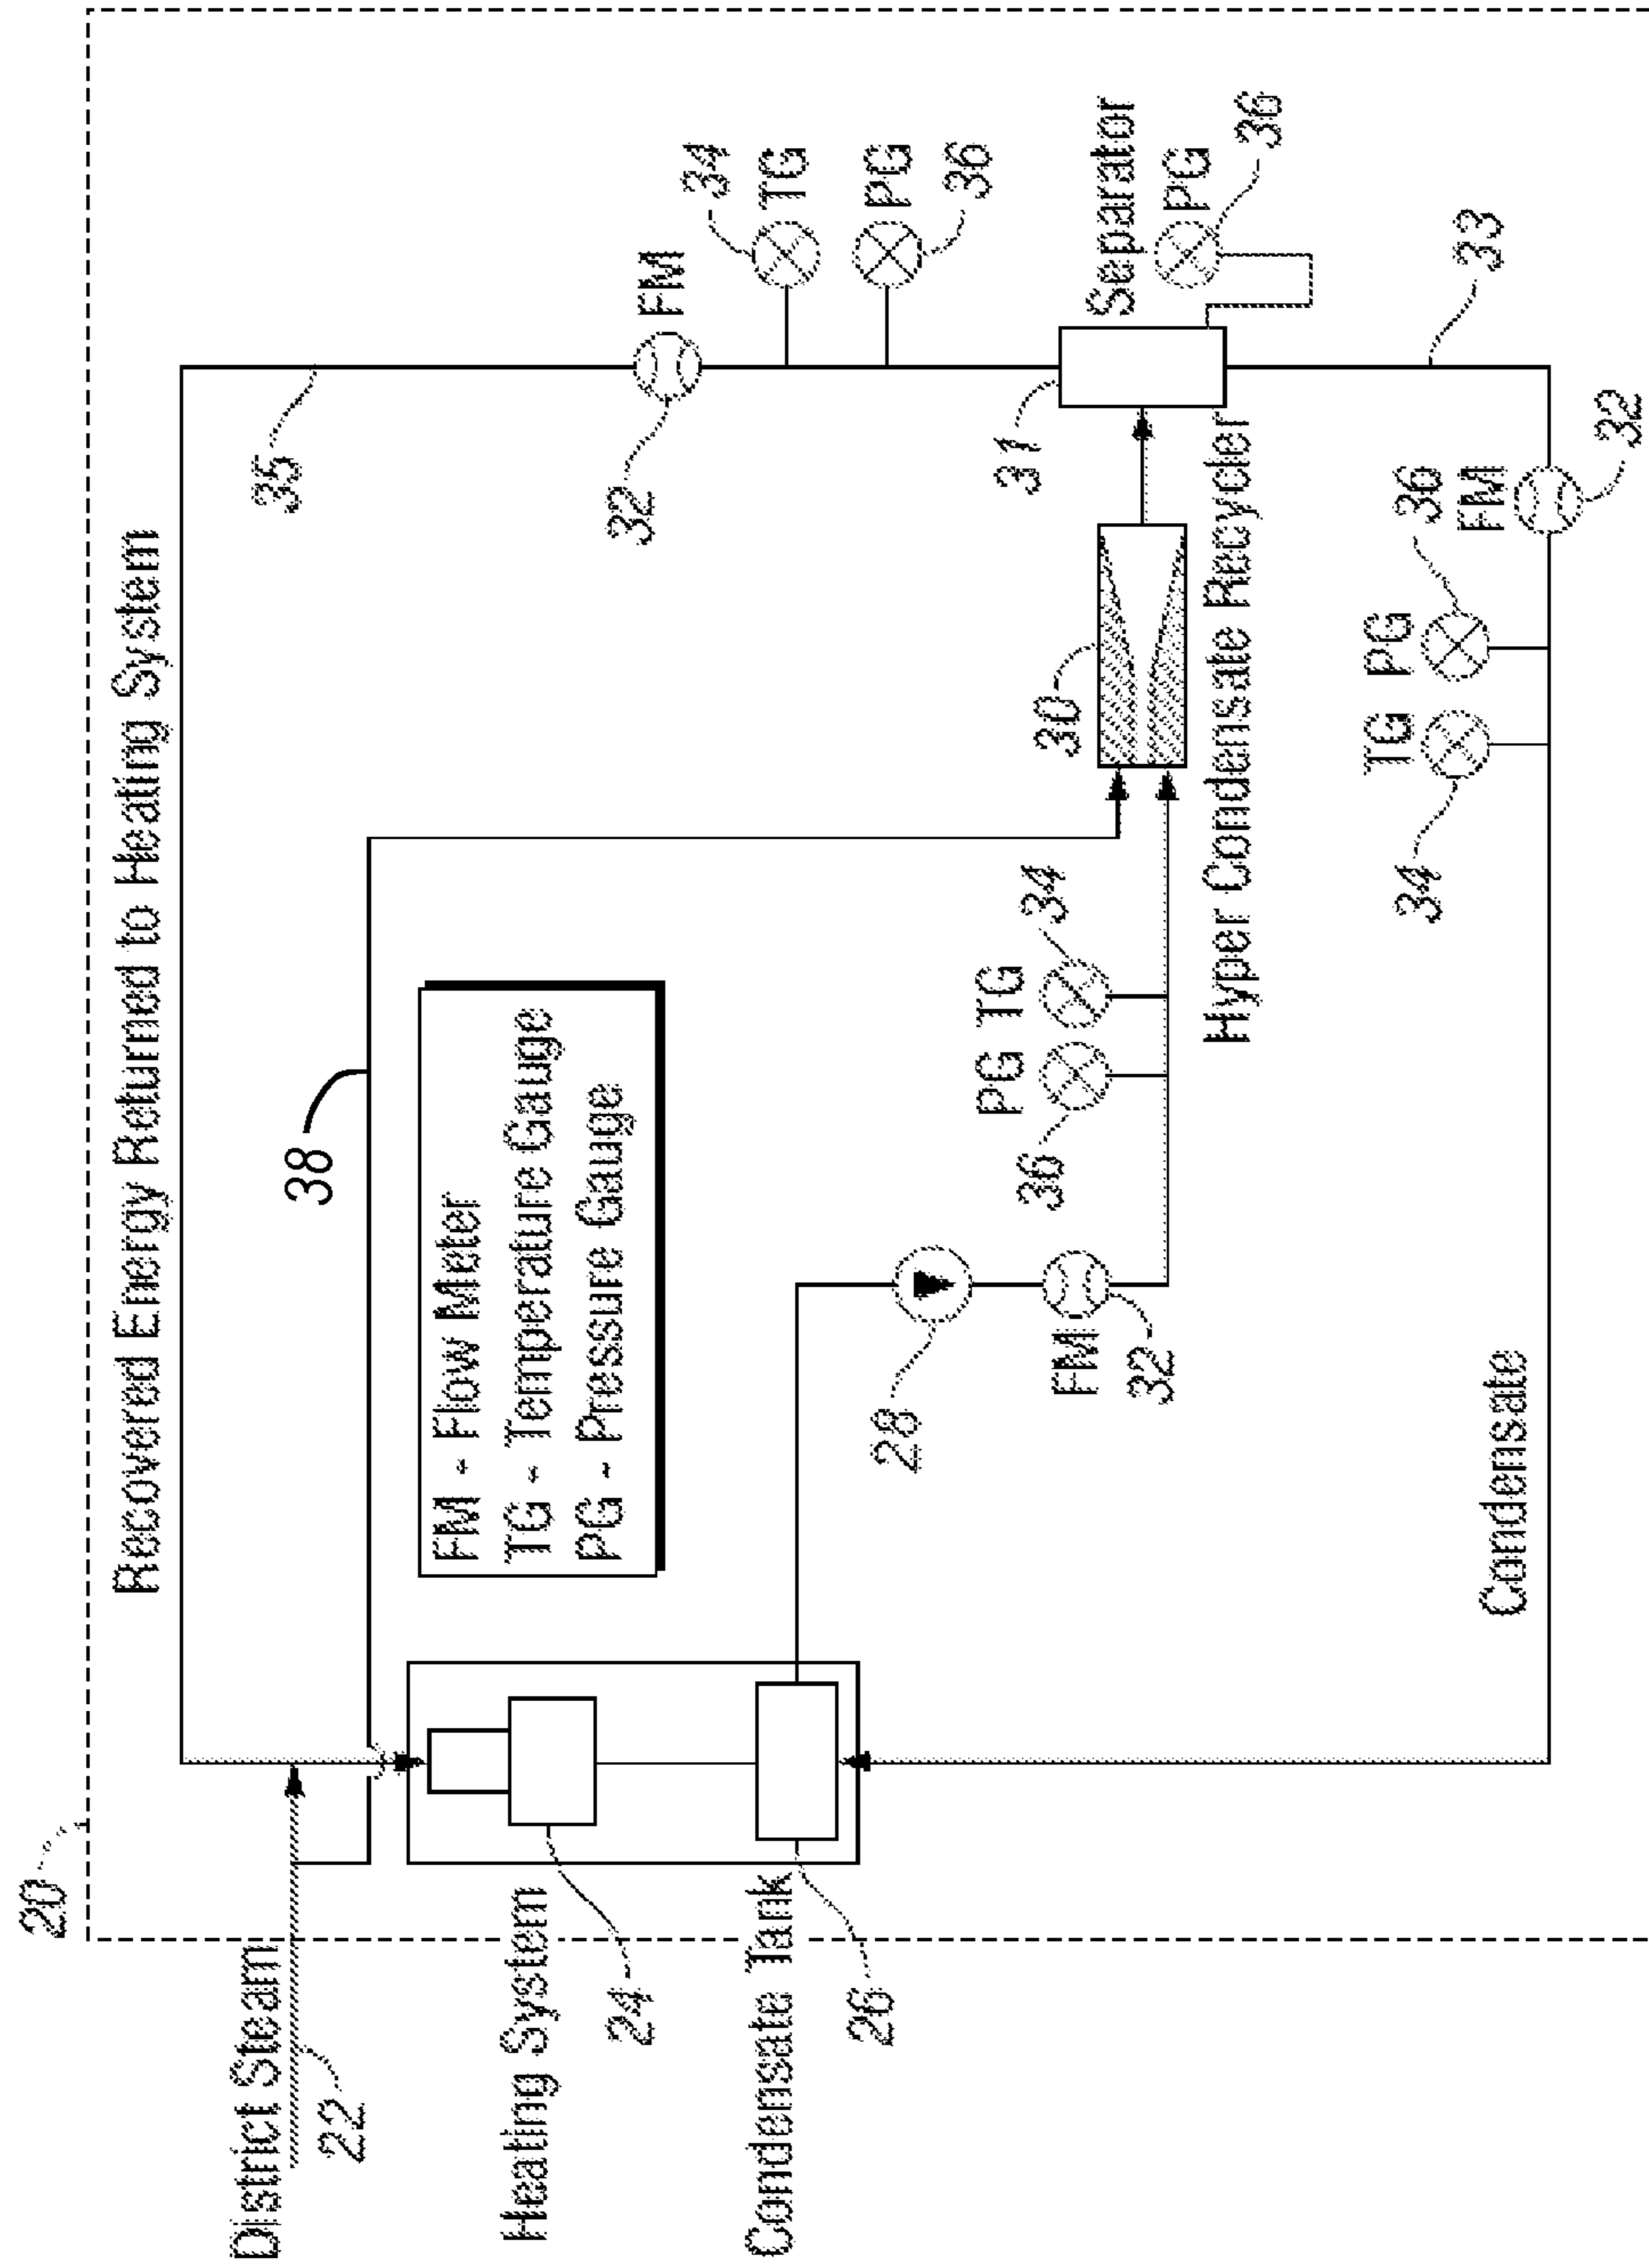 20
Recovered Energy Returned to Heating System
35
District Steam
22
38
FM - Flow Meter
TG - Temperature Gauge
PG - Pressure Gauge
FM
32
34
TG
PG
36
Heating System
24
Condensate Tank
26
28
FM
32
PG
TG
36
34
30
Hyper Condensate Recycler
31
Separator
PG
36
33
TG
PG
FM
34
36
32
Condensate